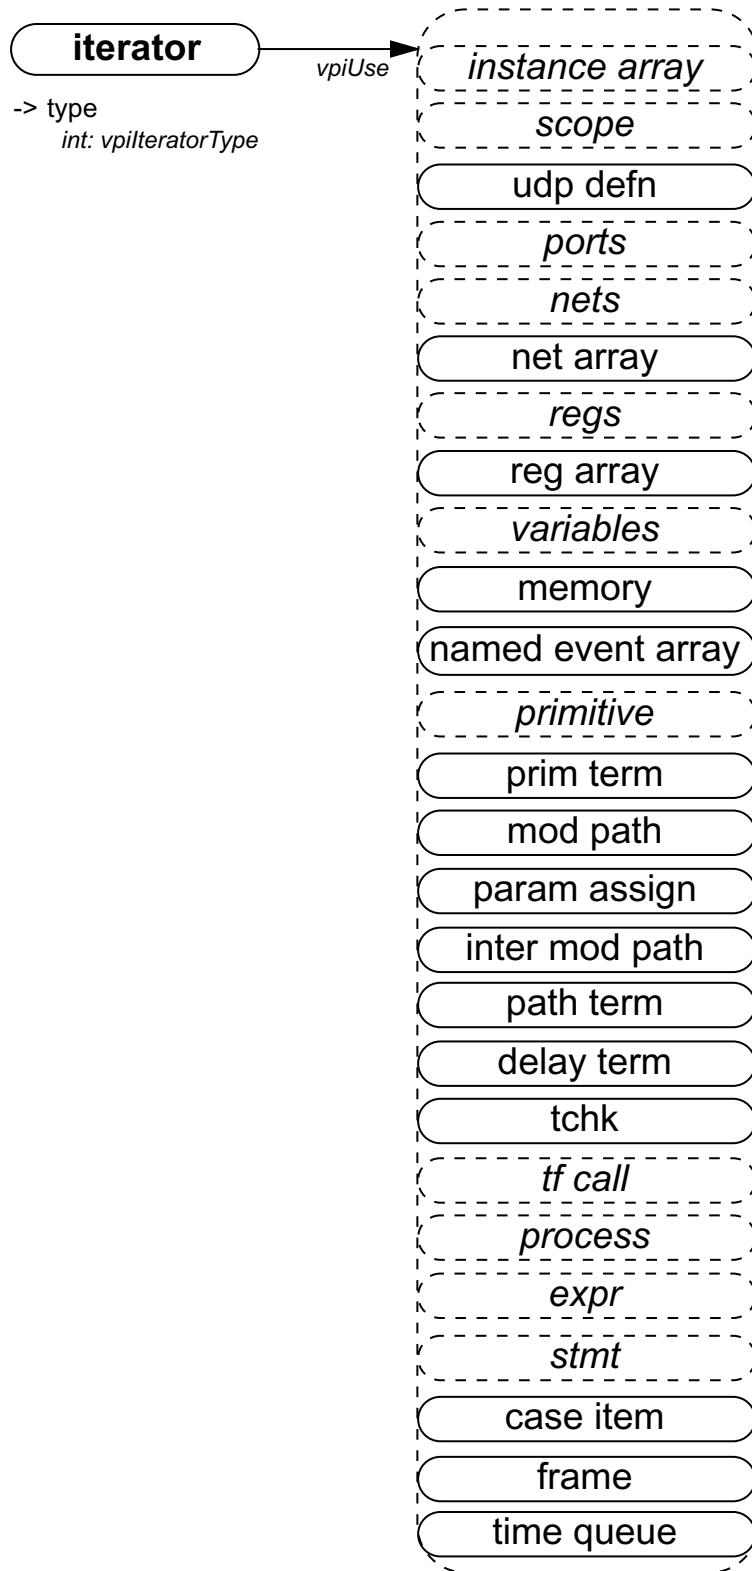 iterator
vpiUse
-> type
int: vpiIteratorType
instance array
scope
udp defn
ports
nets
net array
regs
reg array
variables
memory
named event array
primitive
prim term
mod path
param assign
inter mod path
path term
delay term
tchk
tf call
process
expr
stmt
case item
frame
time queue